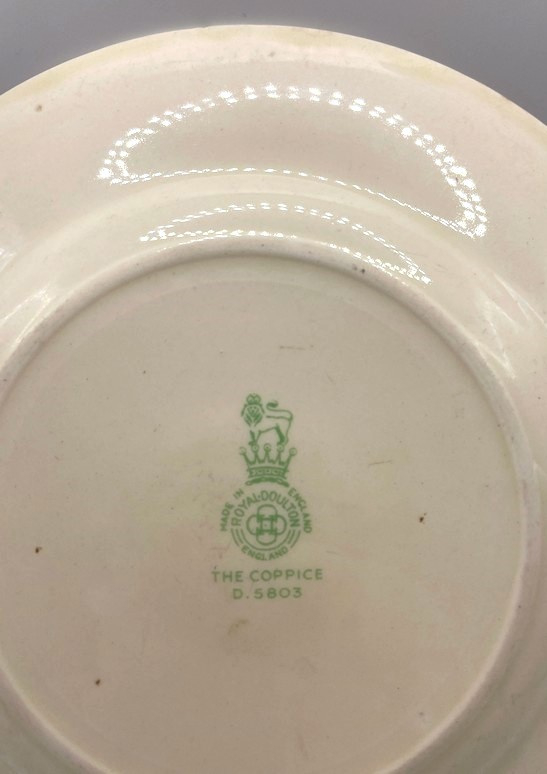 MADE IN ENGLAND
ROYAL·DOULTON
ENGLAND
THE COPPICE
D.5803